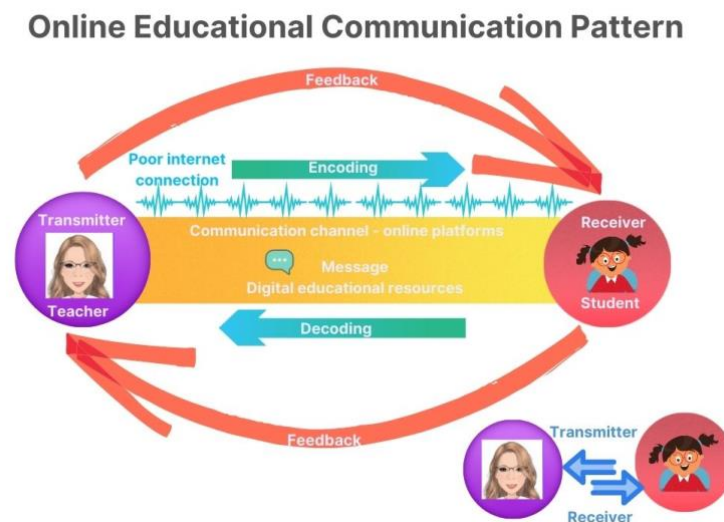 Online Educational Communication Pattern
Feedback
Poor internet
connection
Encoding
Transmitter
Teacher
Communication channel - online platforms
Message
Digital educational resources
Receiver
Student
Decoding
Feedback
Transmitter
Receiver